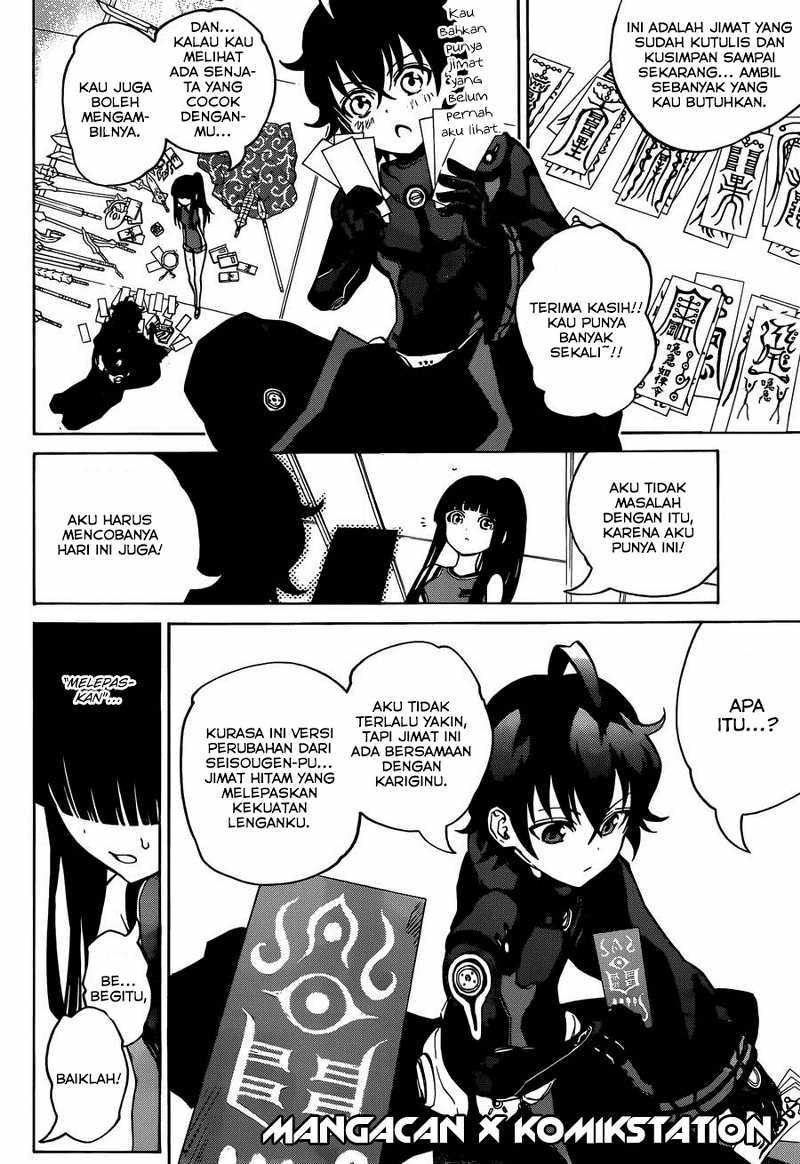 INI ADALAH JIMAT YANG
SUDAH KUTULIS DAN
KUSIMPAN SAMPAI
SEKARANG... AMBIL
SEBANYAK YANG
KAU BUTUHKAN.
DAN...
KALAU KAU
MELIHAT
ADA SENJA-
TA YANG
COCOK
DENGAN-
MU...
KAU JUGA
BOLEH
MENGAM-
BILNYA.
Kau
Bahkan
punya
jimat
yang
Belum
pernah
aku lihat.
TERIMA KASIH!!
KAU PUNYA
BANYAK
SEKALI~!!
AKU TIDAK
MASALAH
DENGAN ITU,
KARENA AKU
PUNYA INI!
AKU HARUS
MENCOBANYA
HARI INI JUGA!
APA
ITU...?
AKU TIDAK
TERLALU YAKIN,
TAPI JIMAT INI
ADA BERSAMAAN
DENGAN
KARIGINU.
KURASA INI VERSI
PERUBAHAN DARI
SEISOUGEN-PU...
JIMAT HITAM YANG
MELEPASKAN
KEKUATAN
LENGANKU.
"MELEPAS-
KAN"...
BE...
BEGITU,
BAIKLAH!
MANGACAN X KOMIKSTATION